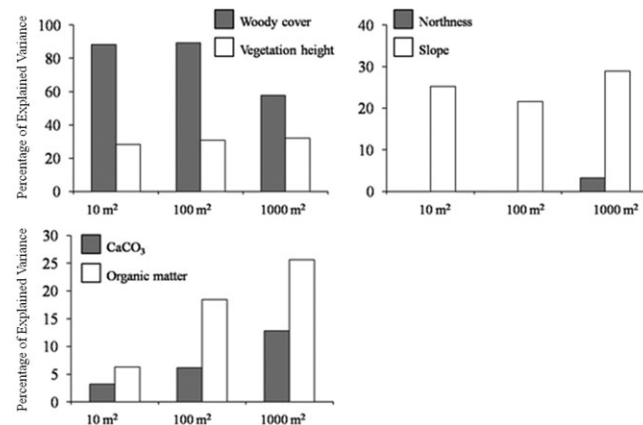 Percentage of Explained Variance
100
80
60
40
20
0
Woody cover
Vegetation height
10 m²
100 m²
1000 m²
40
30
20
10
0
Northness
Slope
10 m²
100 m²
1000 m²
Percentage of Explained Variance
30
25
20
15
10
5
0
CaCO₃
Organic matter
10 m²
100 m²
1000 m²